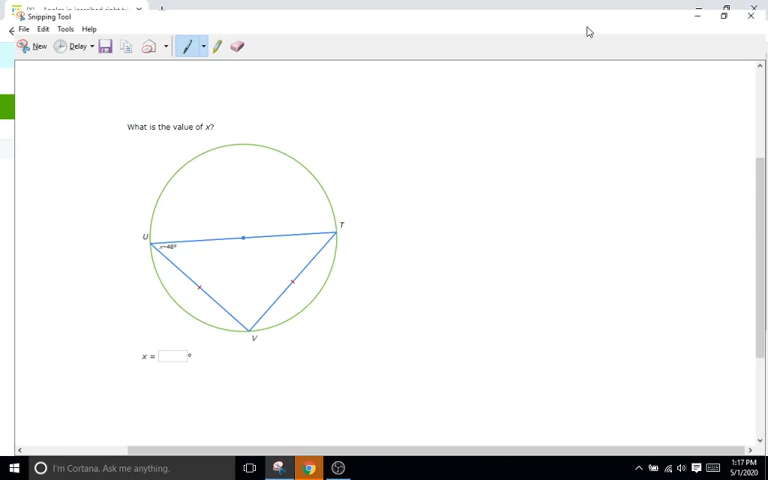 Snipping Tool
File Edit Tools Help
New Delay
What is the value of x?
U
T
x−48°
V
x = °
I'm Cortana. Ask me anything.
1:17 PM
5/1/2020